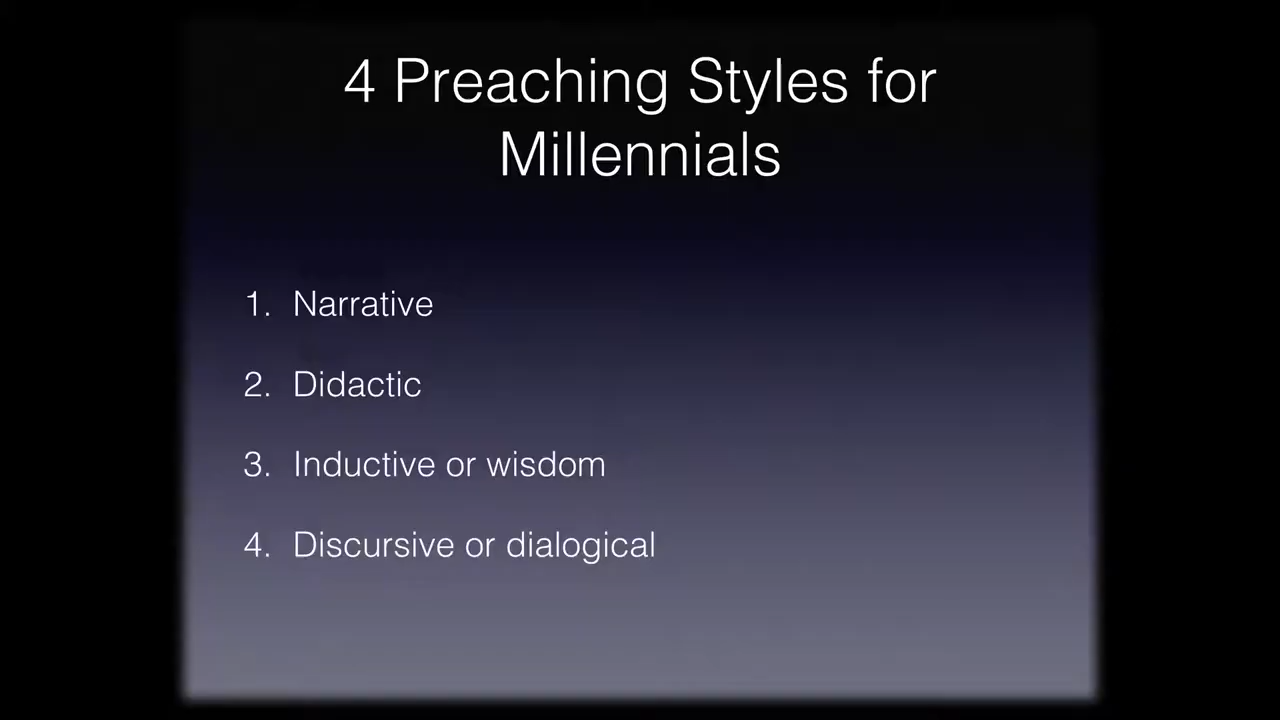 4 Preaching Styles for
Millennials
1. Narrative
2. Didactic
3. Inductive or wisdom
4. Discursive or dialogical